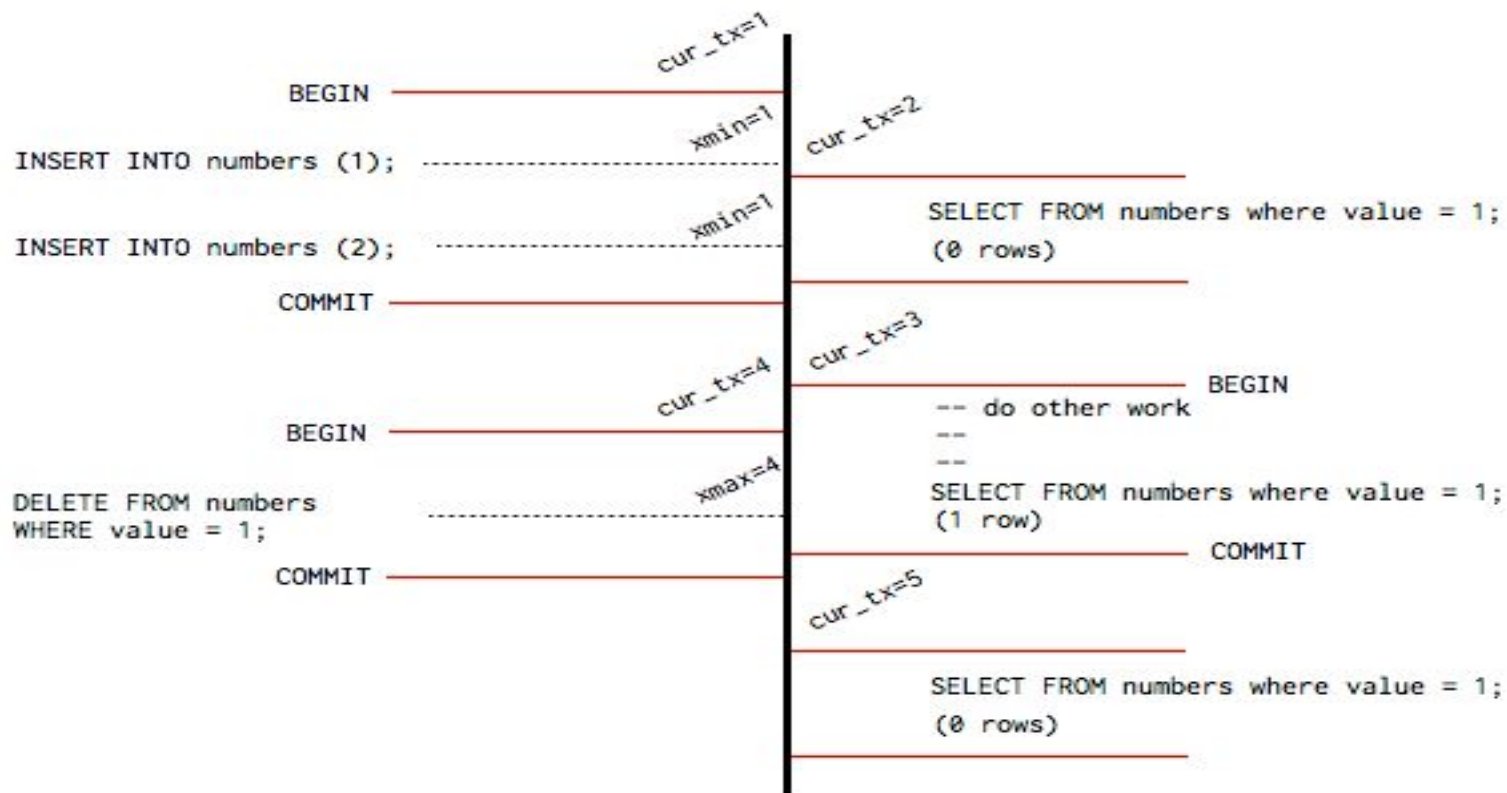 cur_tx=1
BEGIN
xmin=1
cur_tx=2
INSERT INTO numbers (1);
SELECT FROM numbers where value = 1;
(0 rows)
xmin=1
INSERT INTO numbers (2);
COMMIT
cur_tx=3
BEGIN
cur_tx=4
-- do other work
BEGIN
--
--
xmax=4
SELECT FROM numbers where value = 1;
(1 row)
DELETE FROM numbers
WHERE value = 1;
COMMIT
COMMIT
cur_tx=5
SELECT FROM numbers where value = 1;
(0 rows)